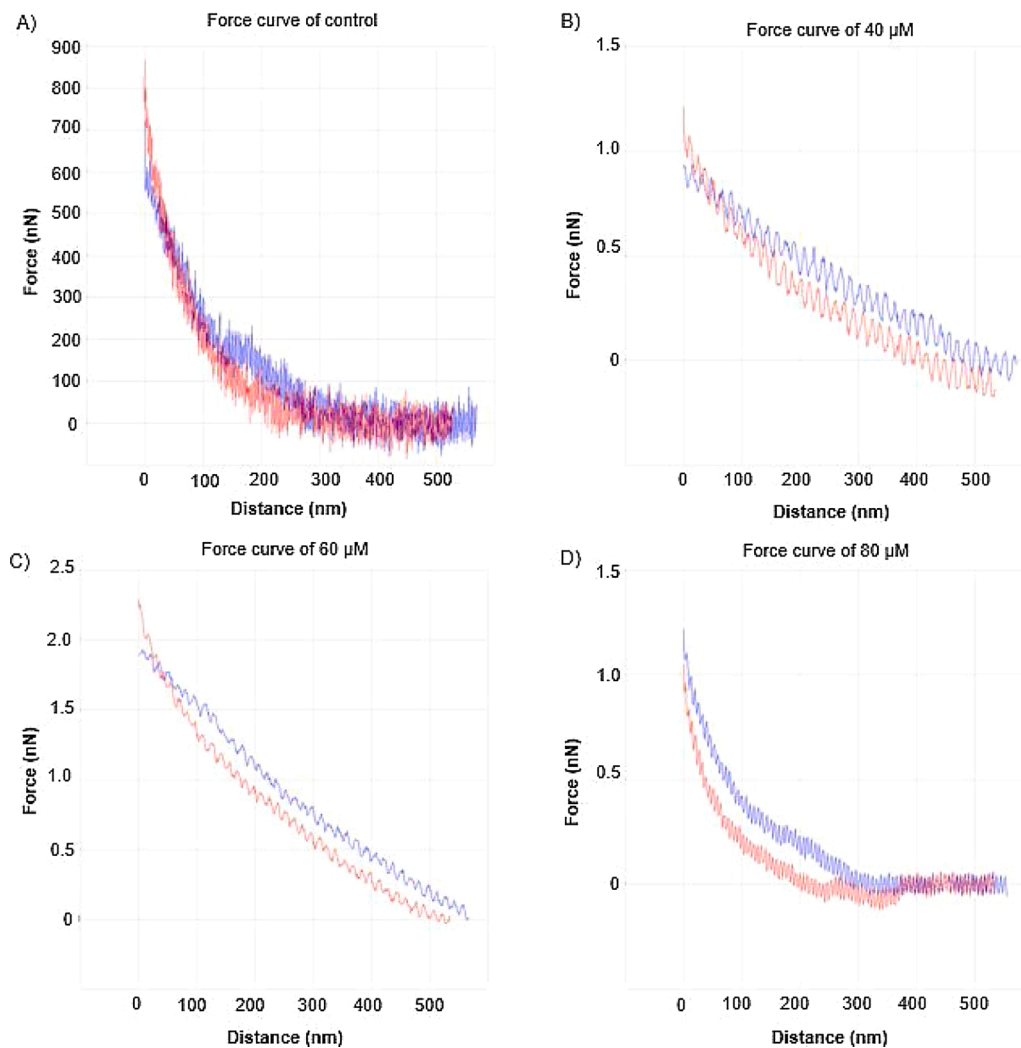 A)
Force curve of control
900
800
700
600
500
400
300
200
100
0
Force (nN)
0 100 200 300 400 500
Distance (nm)
B)
Force curve of 40 µM
1.5
1.0
0.5
0
Force (nN)
0 100 200 300 400 500
Distance (nm)
C)
Force curve of 60 µM
2.5
2.0
1.5
1.0
0.5
0
Force (nN)
0 100 200 300 400 500
Distance (nm)
D)
Force curve of 80 µM
1.5
1.0
0.5
0
Force (nN)
0 100 200 300 400 500
Distance (nm)